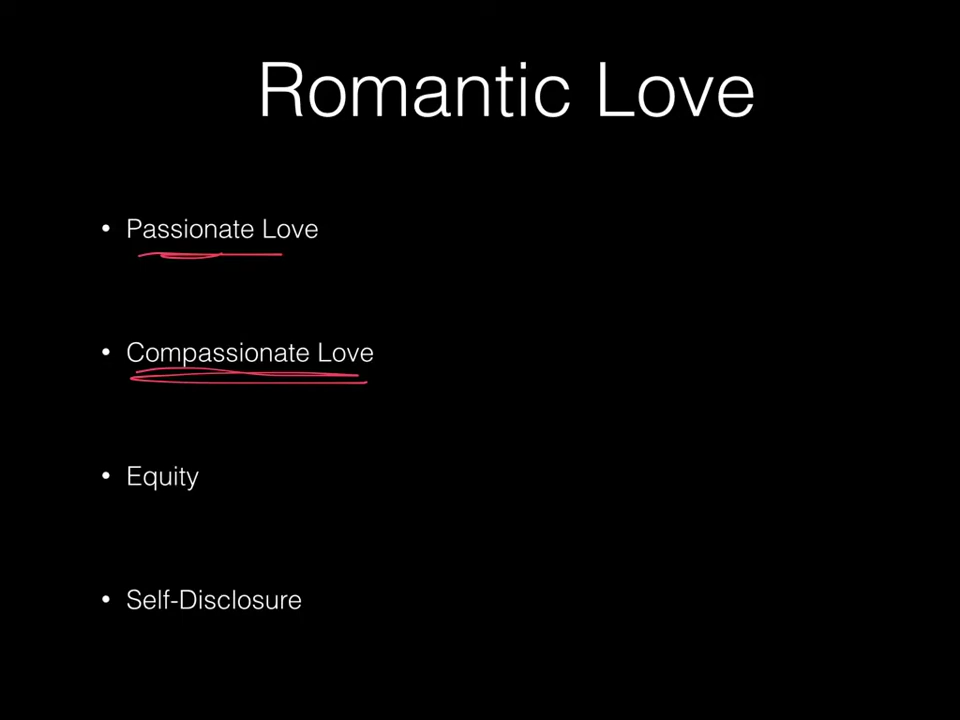 Romantic Love
• Passionate Love
• Compassionate Love
• Equity
• Self-Disclosure